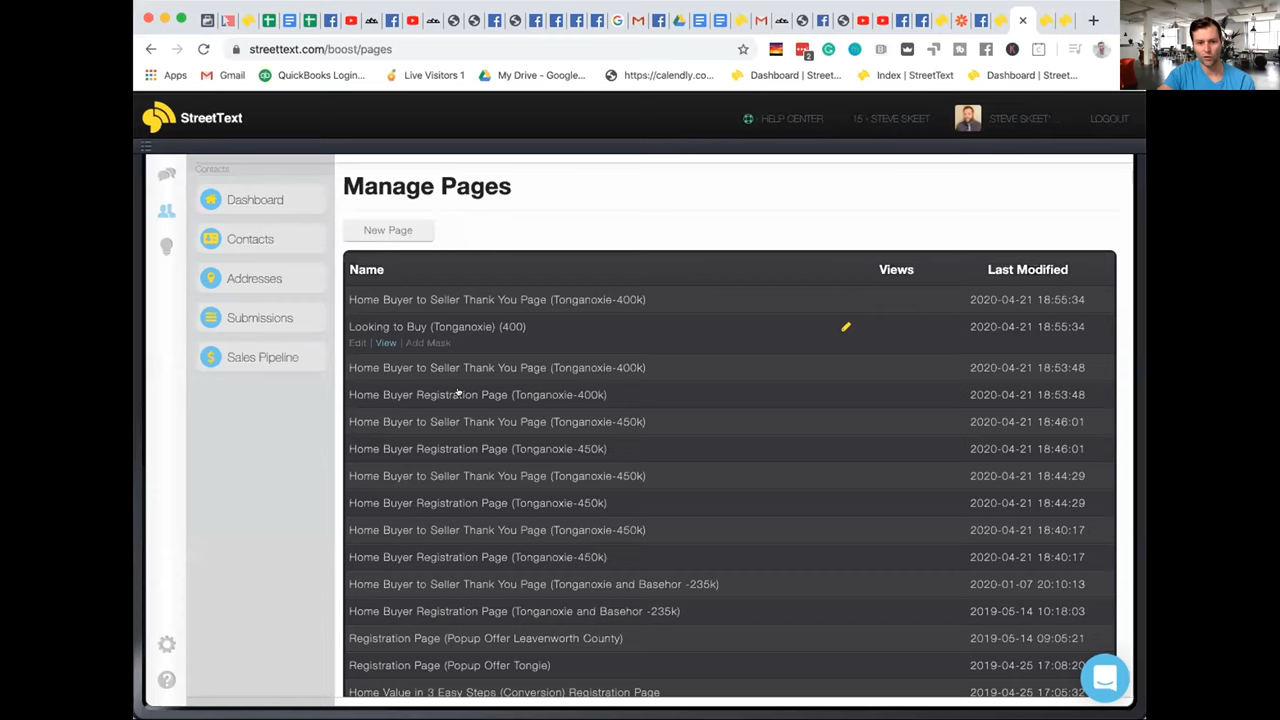 streettext.com/boost/pages
2
Apps
Gmail
QuickBooks Login...
Live Visitors 1
My Drive - Google...
https://calendly.co...
Dashboard | Street...
Index | StreetText
Dashboard | Street...
StreetText
HELP CENTER
15 - STEVE SKEET
STEVE SKEET
LOGOUT
Contacts
Dashboard
Contacts
Addresses
Submissions
Sales Pipeline
Manage Pages
New Page
Name Views Last Modified
Home Buyer to Seller Thank You Page (Tonganoxie-400k) 2020-04-21 18:55:34
Looking to Buy (Tonganoxie) (400) 2020-04-21 18:55:34
Edit | View | Add Mask
Home Buyer to Seller Thank You Page (Tonganoxie-400k) 2020-04-21 18:53:48
Home Buyer Registration Page (Tonganoxie-400k) 2020-04-21 18:53:48
Home Buyer to Seller Thank You Page (Tonganoxie-450k) 2020-04-21 18:46:01
Home Buyer Registration Page (Tonganoxie-450k) 2020-04-21 18:46:01
Home Buyer to Seller Thank You Page (Tonganoxie-450k) 2020-04-21 18:44:29
Home Buyer Registration Page (Tonganoxie-450k) 2020-04-21 18:44:29
Home Buyer to Seller Thank You Page (Tonganoxie-450k) 2020-04-21 18:40:17
Home Buyer Registration Page (Tonganoxie-450k) 2020-04-21 18:40:17
Home Buyer to Seller Thank You Page (Tonganoxie and Basehor -235k) 2020-01-07 20:10:13
Home Buyer Registration Page (Tonganoxie and Basehor -235k) 2019-05-14 10:18:03
Registration Page (Popup Offer Leavenworth County) 2019-05-14 09:05:21
Registration Page (Popup Offer Tongie) 2019-04-25 17:08:20
Home Value in 3 Easy Steps (Conversion) Registration Page 2019-04-25 17:05:32